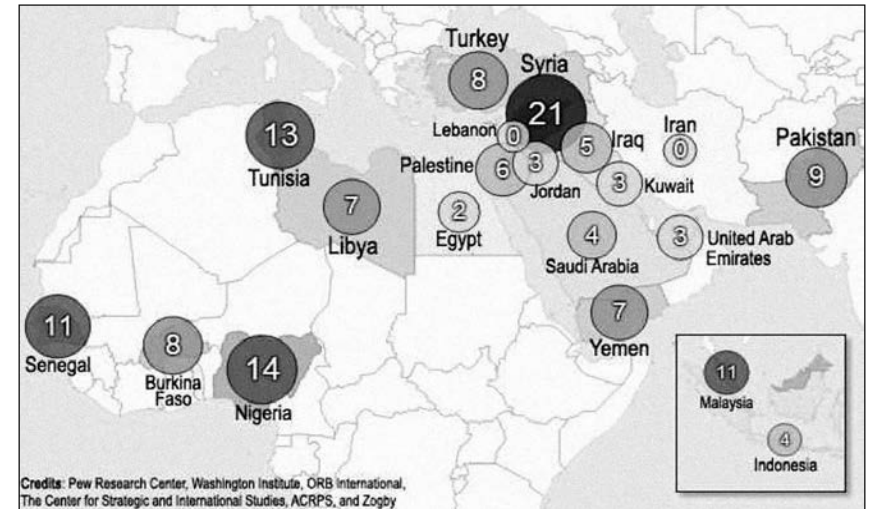 Turkey
8
Syria
21
13
Tunisia
Lebanon
0
Palestine
6
3
Jordan
5
Iraq
Iran
0
Pakistan
9
3
Kuwait
7
Libya
2
Egypt
4
Saudi Arabia
3
United Arab
Emirates
11
Senegal
8
Burkina
Faso
14
Nigeria
7
Yemen
11
Malaysia
4
Indonesia
Credits: Pew Research Center, Washington Institute, ORB International,
The Center for Strategic and International Studies, ACRPS, and Zogby